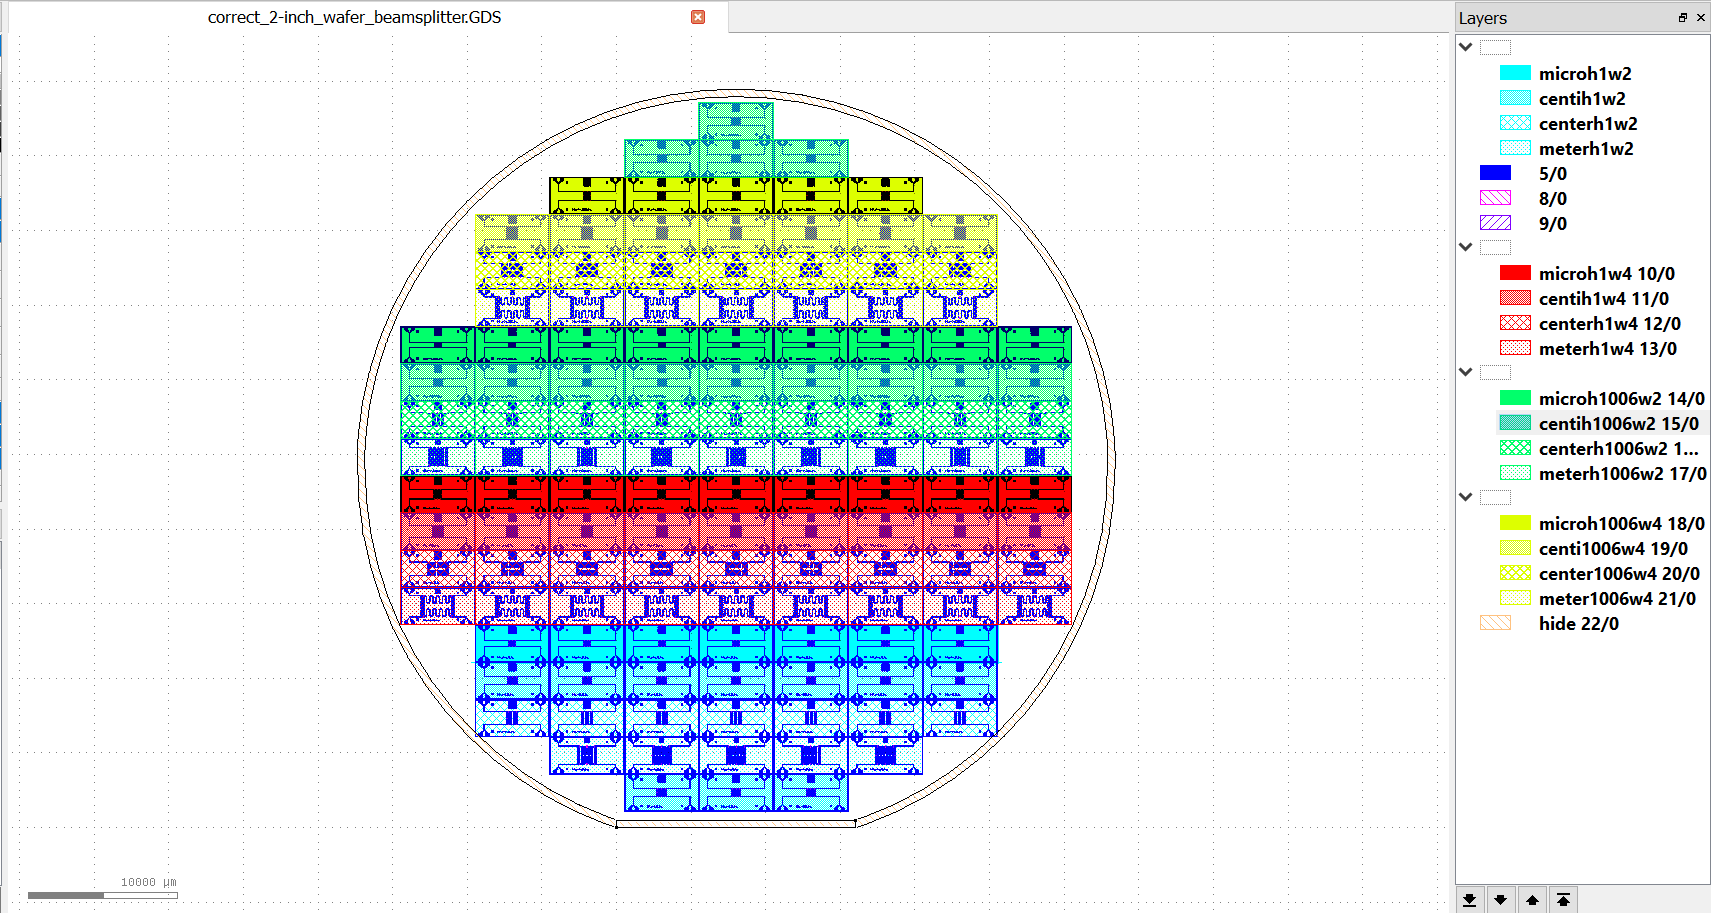 correct_2-inch_wafer_beamsplitter.GDS
Layers
microh1w2
centih1w2
centerh1w2
meterh1w2
5/0
8/0
9/0
microh1w4 10/0
centih1w4 11/0
centerh1w4 12/0
meterh1w4 13/0
microh1006w2 14/0
centih1006w2 15/0
centerh1006w2 1...
meterh1006w2 17/0
microh1006w4 18/0
centi1006w4 19/0
center1006w4 20/0
meter1006w4 21/0
hide 22/0
10000 µm